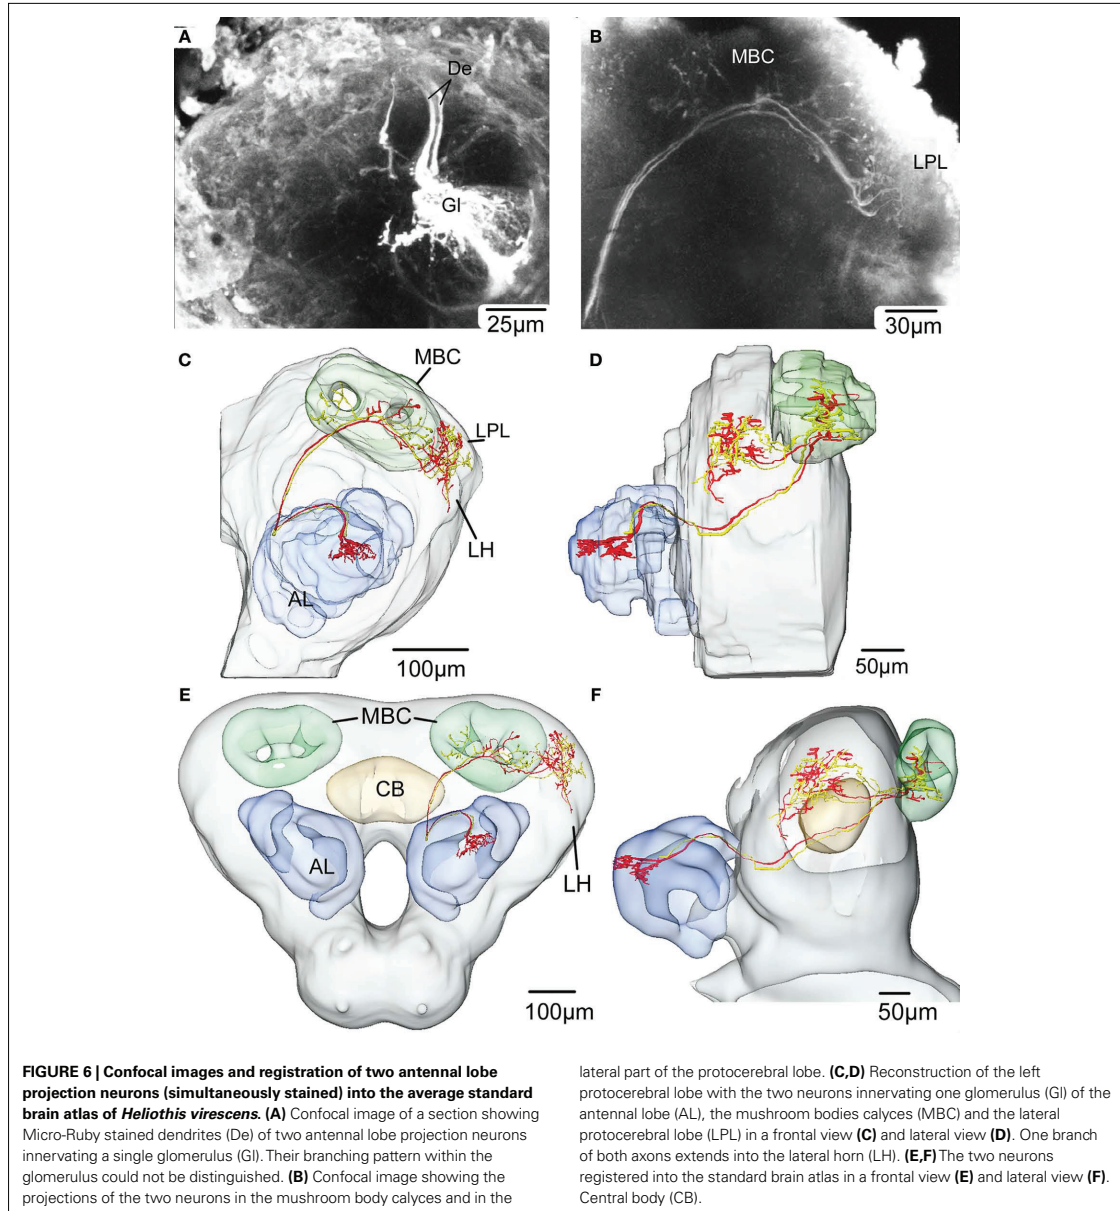 A
De
Gl
25µm
B
MBC
LPL
30µm
C
MBC
LPL
LH
AL
100µm
D
50µm
E
MBC
CB
AL
LH
100µm
F
50µm
FIGURE 6 | Confocal images and registration of two antennal lobe
projection neurons (simultaneously stained) into the average standard
brain atlas of Heliothis virescens. (A) Confocal image of a section showing
Micro-Ruby stained dendrites (De) of two antennal lobe projection neurons
innervating a single glomerulus (Gl). Their branching pattern within the
glomerulus could not be distinguished. (B) Confocal image showing the
projections of the two neurons in the mushroom body calyces and in the
lateral part of the protocerebral lobe. (C,D) Reconstruction of the left
protocerebral lobe with the two neurons innervating one glomerulus (Gl) of the
antennal lobe (AL), the mushroom bodies calyces (MBC) and the lateral
protocerebral lobe (LPL) in a frontal view (C) and lateral view (D). One branch
of both axons extends into the lateral horn (LH). (E,F) The two neurons
registered into the standard brain atlas in a frontal view (E) and lateral view (F).
Central body (CB).